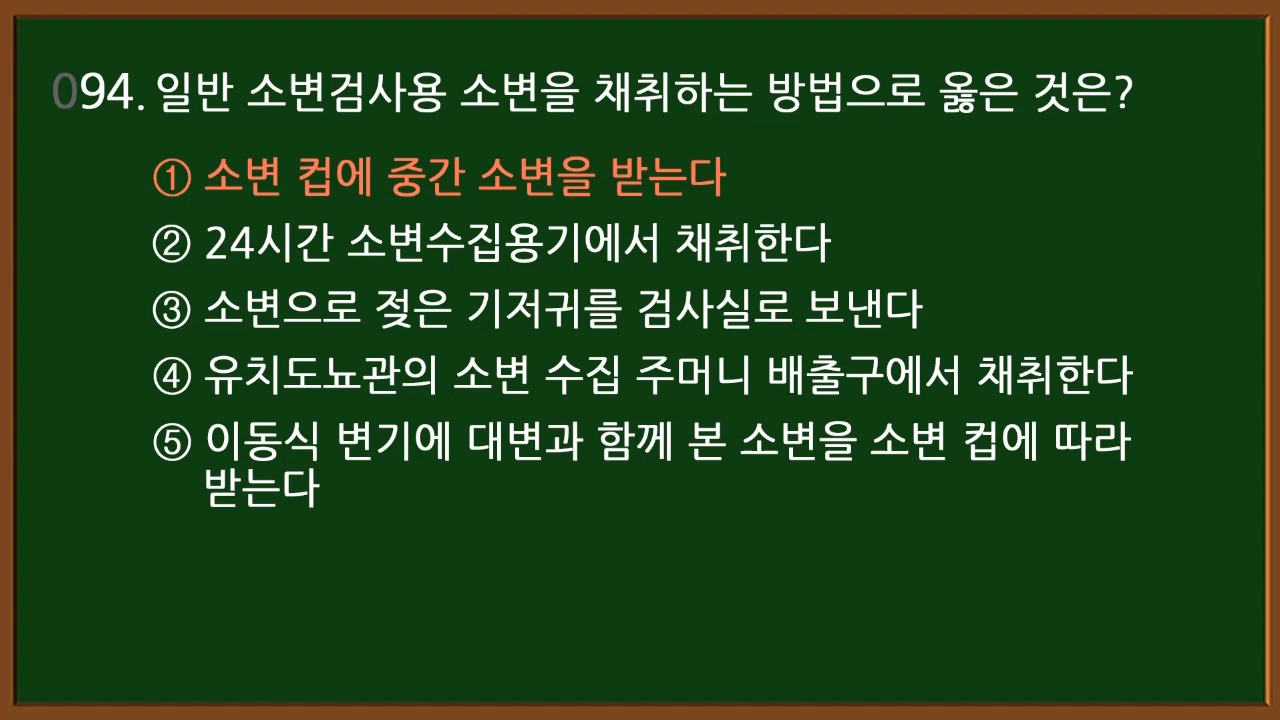 094. 일반 소변검사용 소변을 채취하는 방법으로 옳은 것은?
① 소변 컵에 중간 소변을 받는다
② 24시간 소변수집용기에서 채취한다
③ 소변으로 젖은 기저귀를 검사실로 보낸다
④ 유치도뇨관의 소변 수집 주머니 배출구에서 채취한다
⑤ 이동식 변기에 대변과 함께 본 소변을 소변 컵에 따라
받는다